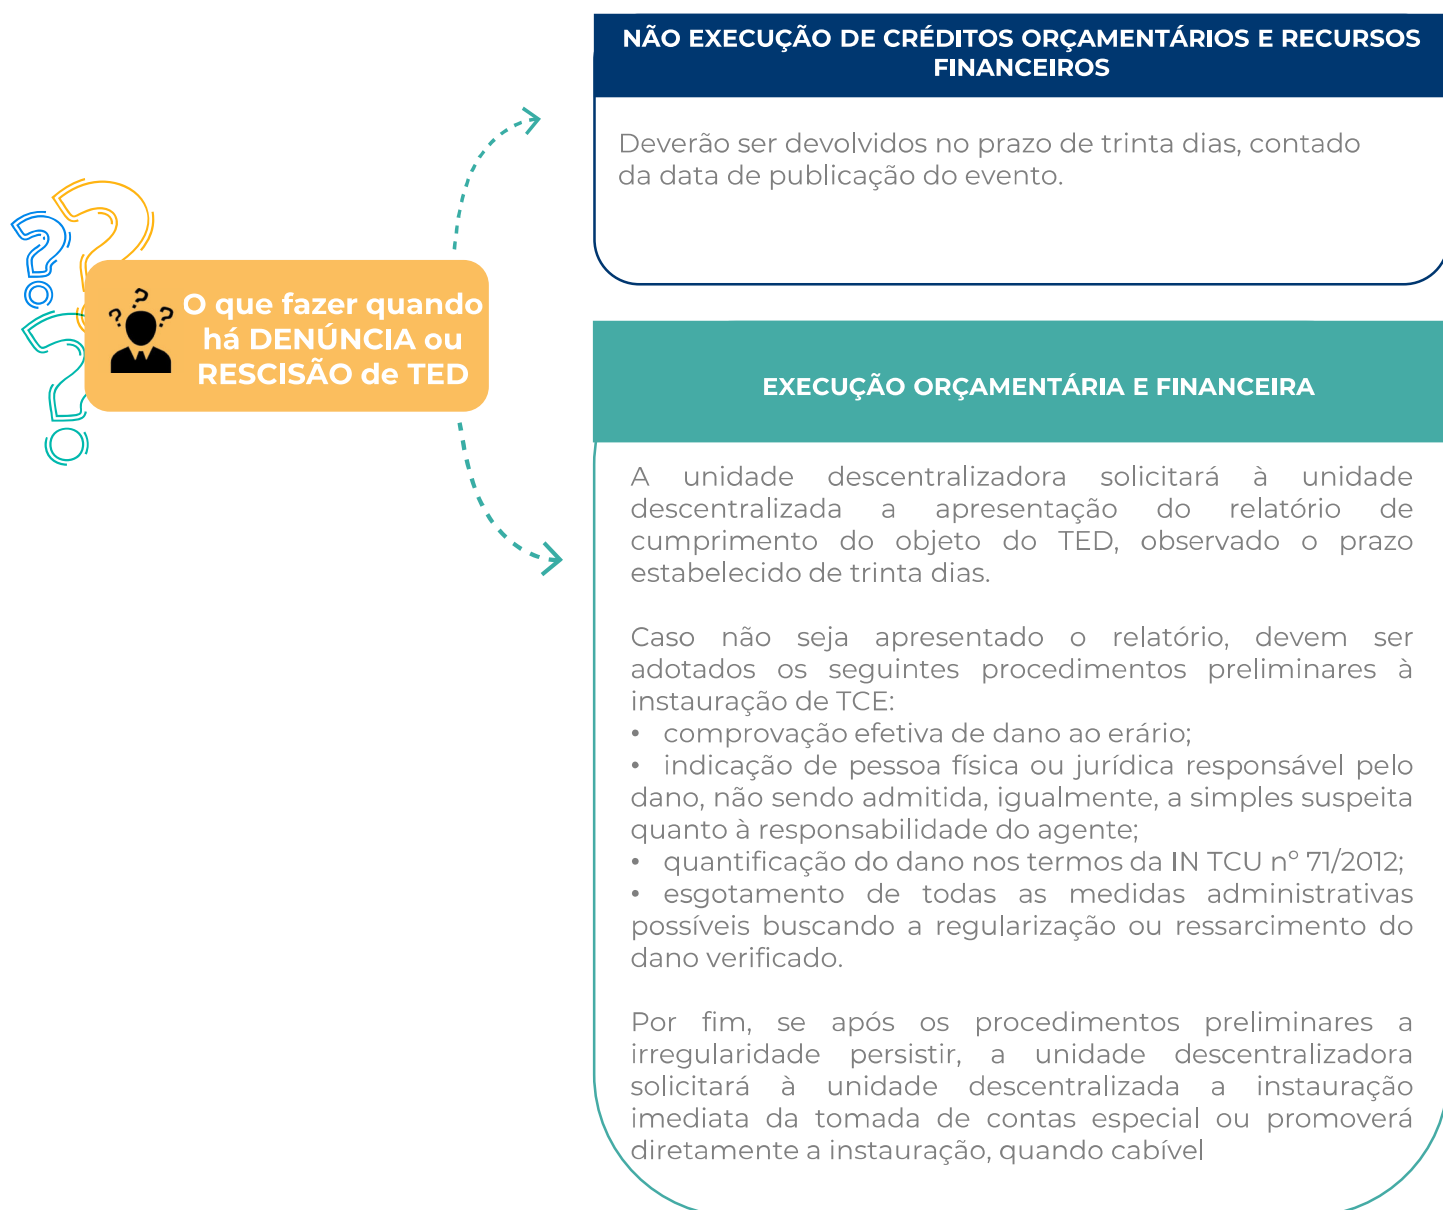 O que fazer quando
há DENÚNCIA ou
RESCISÃO de TED
NÃO EXECUÇÃO DE CRÉDITOS ORÇAMENTÁRIOS E RECURSOS
FINANCEIROS
Deverão ser devolvidos no prazo de trinta dias, contado
da data de publicação do evento.
EXECUÇÃO ORÇAMENTÁRIA E FINANCEIRA
A unidade descentralizadora solicitará à unidade
descentralizada a apresentação do relatório de
cumprimento do objeto do TED, observado o prazo
estabelecido de trinta dias.
Caso não seja apresentado o relatório, devem ser
adotados os seguintes procedimentos preliminares à
instauração de TCE:
• comprovação efetiva de dano ao erário;
• indicação de pessoa física ou jurídica responsável pelo
dano, não sendo admitida, igualmente, a simples suspeita
quanto à responsabilidade do agente;
• quantificação do dano nos termos da IN TCU nº 71/2012;
• esgotamento de todas as medidas administrativas
possíveis buscando a regularização ou ressarcimento do
dano verificado.
Por fim, se após os procedimentos preliminares a
irregularidade persistir, a unidade descentralizadora
solicitará à unidade descentralizada a instauração
imediata da tomada de contas especial ou promoverá
diretamente a instauração, quando cabível